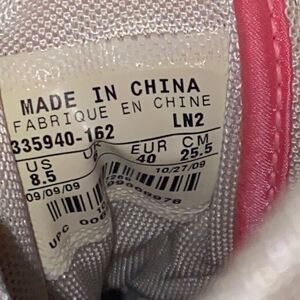 MADE IN CHINA
FABRIQUE EN CHINE
335940-162 LN2
US EUR CM
8.5 40 25.5
09/09/09 10/27/09
UPC